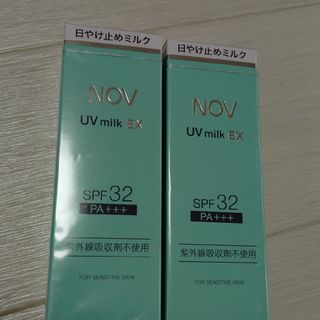 日やけ止めミルク
NOV
UV milk EX
SPF32
PA+++
紫外線吸収剤不使用
FOR SENSITIVE SKIN
日やけ止めミルク
NOV
UV milk EX
SPF32
PA+++
紫外線吸収剤不使用
FOR SENSITIVE SKIN